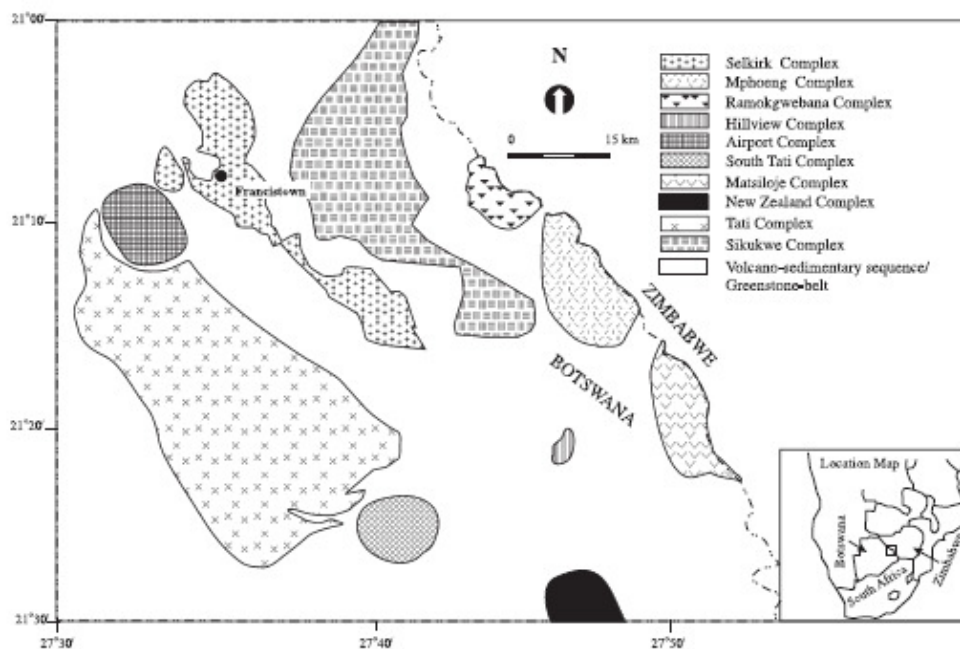 21°00'
21°10'
21°20'
21°30'
27°30'
27°40'
27°50'
N
0 15 km
Francistown
ZIMBABWE
BOTSWANA
Selkirk Complex
Mphoeng Complex
Ramokgwebana Complex
Hillview Complex
Airport Complex
South Tati Complex
Matsiloje Complex
New Zealand Complex
Tati Complex
Sikukwe Complex
Volcano-sedimentary sequence/
Greenstone-belt
Location Map
Botswana
Zimbabwe
South Africa